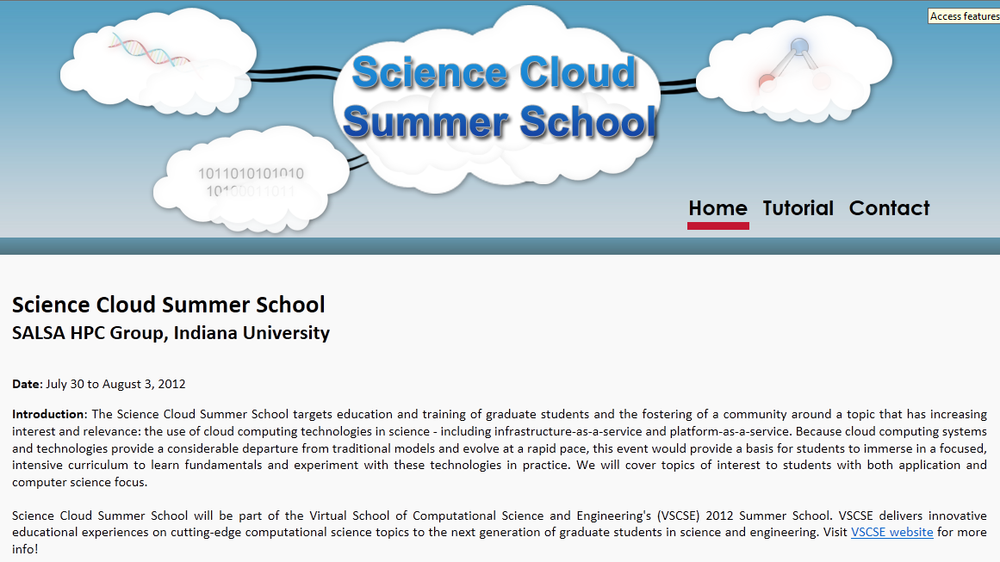 Access features
Science Cloud
Summer School
1011010101010
10100011011
Home Tutorial Contact
Science Cloud Summer School
SALSA HPC Group, Indiana University
Date: July 30 to August 3, 2012
Introduction: The Science Cloud Summer School targets education and training of graduate students and the fostering of a community around a topic that has increasing
interest and relevance: the use of cloud computing technologies in science - including infrastructure-as-a-service and platform-as-a-service. Because cloud computing systems
and technologies provide a considerable departure from traditional models and evolve at a rapid pace, this event would provide a basis for students to immerse in a focused,
intensive curriculum to learn fundamentals and experiment with these technologies in practice. We will cover topics of interest to students with both application and
computer science focus.
Science Cloud Summer School will be part of the Virtual School of Computational Science and Engineering's (VSCSE) 2012 Summer School. VSCSE delivers innovative
educational experiences on cutting-edge computational science topics to the next generation of graduate students in science and engineering. Visit VSCSE website for more
info!